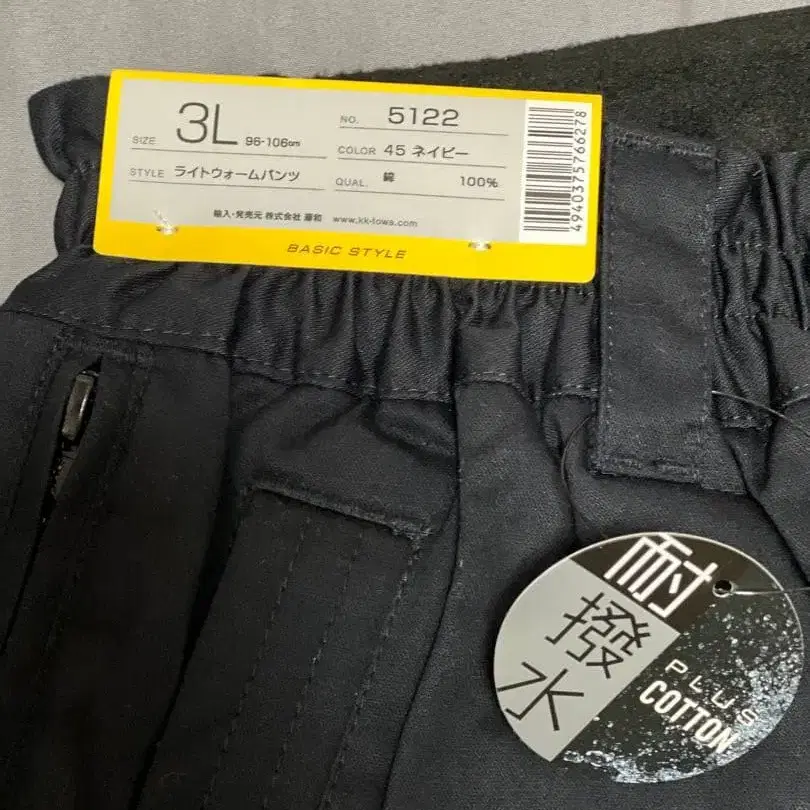 SIZE 3L 96-106cm
NO. 5122
COLOR 45 ネイビー
STYLE ライトウォームパンツ
QUAL. 綿 100%
輸入・発売元 株式会社 藤和 www.kk-towa.com
BASIC STYLE
4940375766278
耐
撥
水
PLUS
COTTON